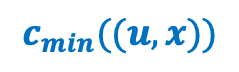 c_min((u, x))